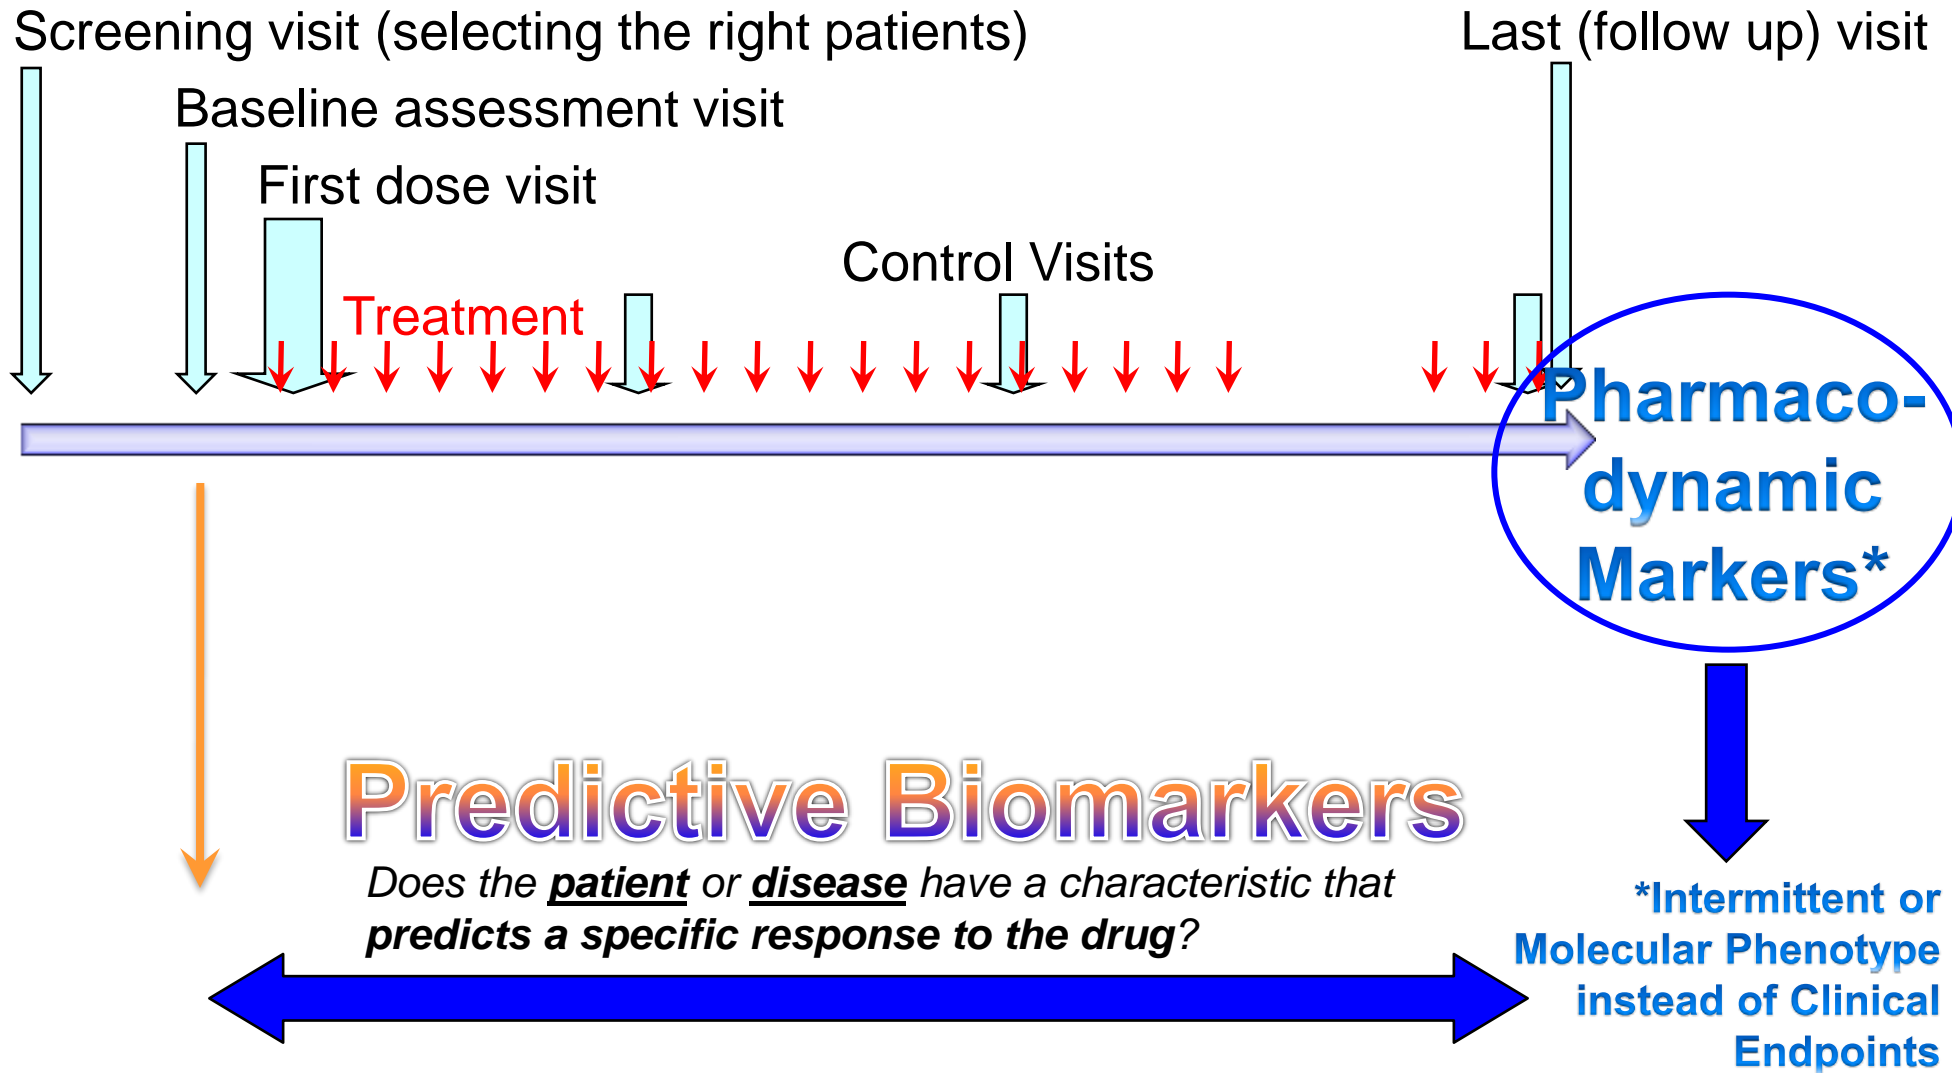 Screening visit (selecting the right patients)
Last (follow up) visit
Baseline assessment visit
First dose visit
Control Visits
Treatment
Pharmaco-
dynamic
Markers*
Predictive Biomarkers
Does the patient or disease have a characteristic that
predicts a specific response to the drug?
*Intermittent or
Molecular Phenotype
instead of Clinical
Endpoints